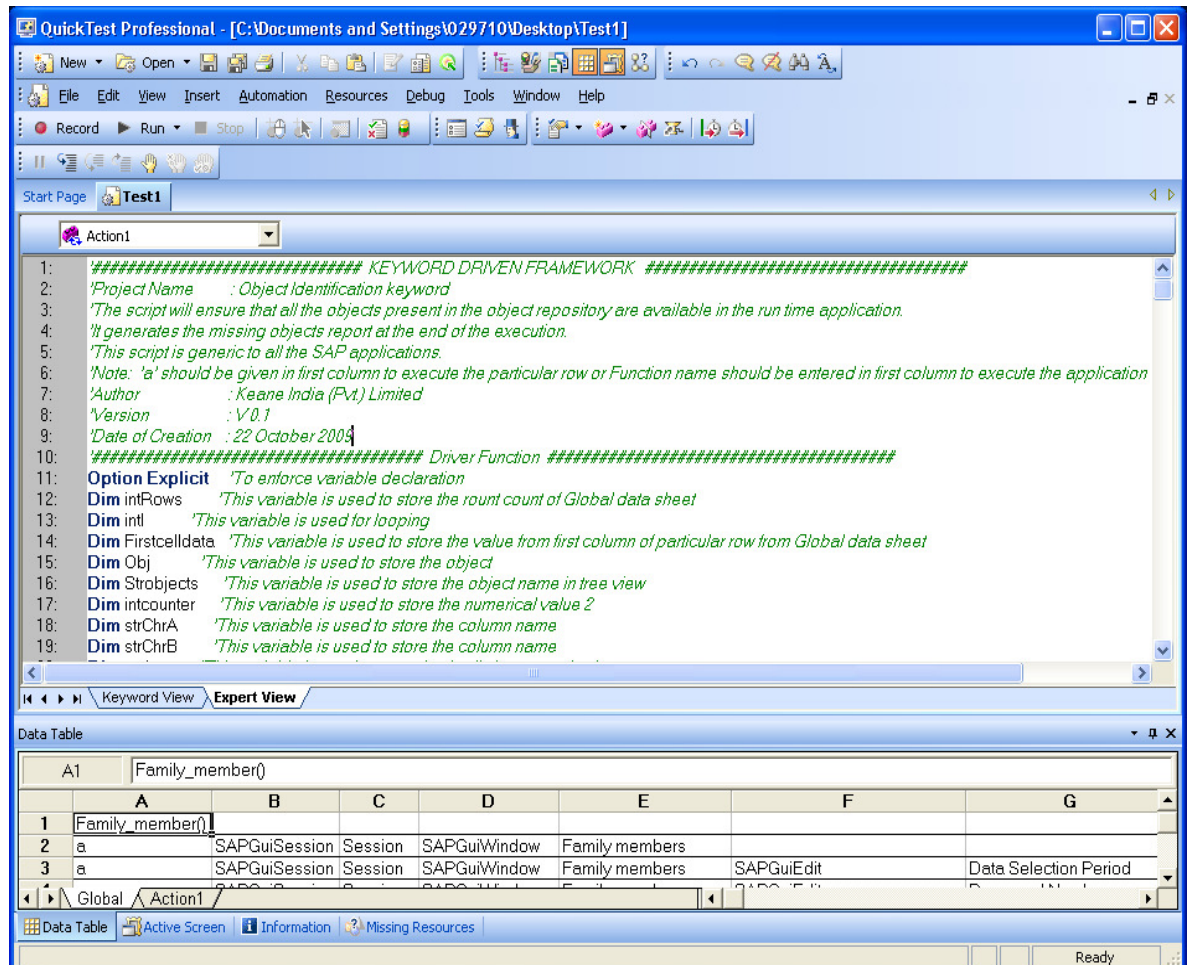 QuickTest Professional - [C:\Documents and Settings\029710\Desktop\Test1]
New Open
File Edit View Insert Automation Resources Debug Tools Window Help
Record Run Stop
Start Page Test1
Action1
1: '############################## KEYWORD DRIVEN FRAMEWORK ####################################
2: 'Project Name : Object Identification keyword
3: 'The script will ensure that all the objects present in the object repository are available in the run time application.
4: 'It generates the missing objects report at the end of the execution.
5: 'This script is generic to all the SAP applications.
6: 'Note: 'a' should be given in first column to execute the particular row or Function name should be entered in first column to execute the application
7: 'Author : Keane India (Pvt.) Limited
8: 'Version : V 0.1
9: 'Date of Creation : 22 October 2009
10: '##################################### Driver Function #######################################
11: Option Explicit 'To enforce variable declaration
12: Dim intRows 'This variable is used to store the rount count of Global data sheet
13: Dim intI 'This variable is used for looping
14: Dim Firstcelldata 'This variable is used to store the value from first column of particular row from Global data sheet
15: Dim Obj 'This variable is used to store the object
16: Dim Strobjects 'This variable is used to store the object name in tree view
17: Dim intcounter 'This variable is used to store the numerical value 2
18: Dim strChrA 'This variable is used to store the column name
19: Dim strChrB 'This variable is used to store the column name
Keyword View Expert View
Data Table
A1 Family_member()
A B C D E F G
1 Family_member()
2 a SAPGuiSession Session SAPGuiWindow Family members
3 a SAPGuiSession Session SAPGuiWindow Family members SAPGuiEdit Data Selection Period
Global Action1
Data Table Active Screen Information Missing Resources
Ready